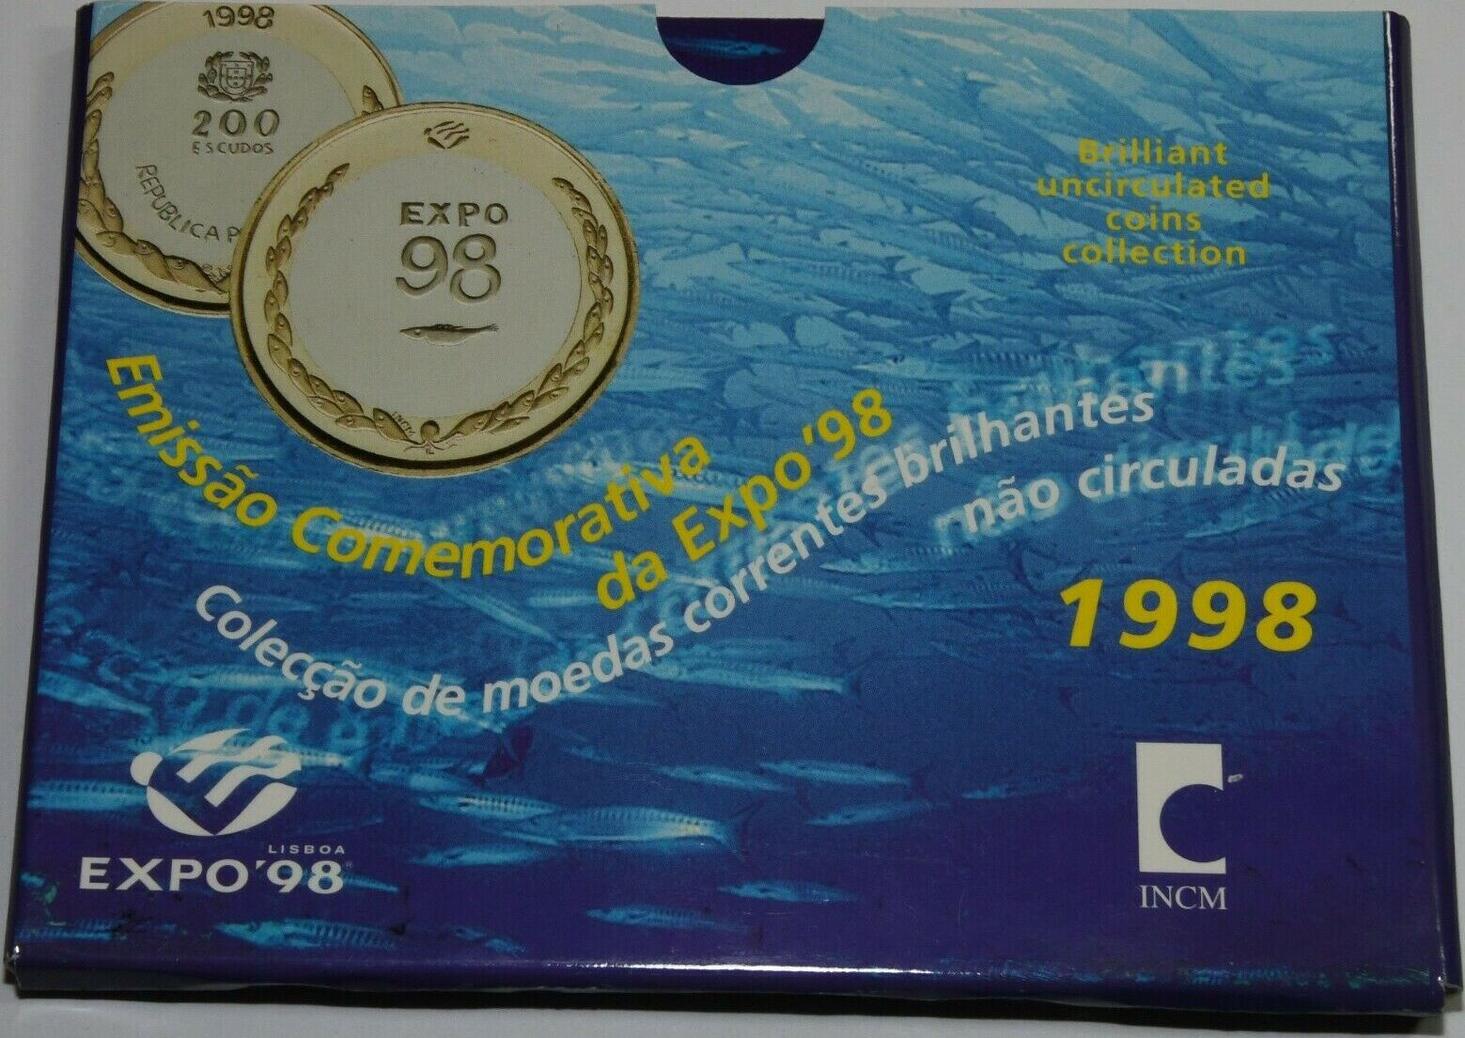 1998
200
ESCUDOS
REPUBLICA P
EXPO
98
INCM
Brilliant
uncirculated
coins
collection
Emissão Comemorativa
da Expo '98
Colecção de moedas correntes brilhantes
não circuladas
1998
LISBOA
EXPO'98
INCM